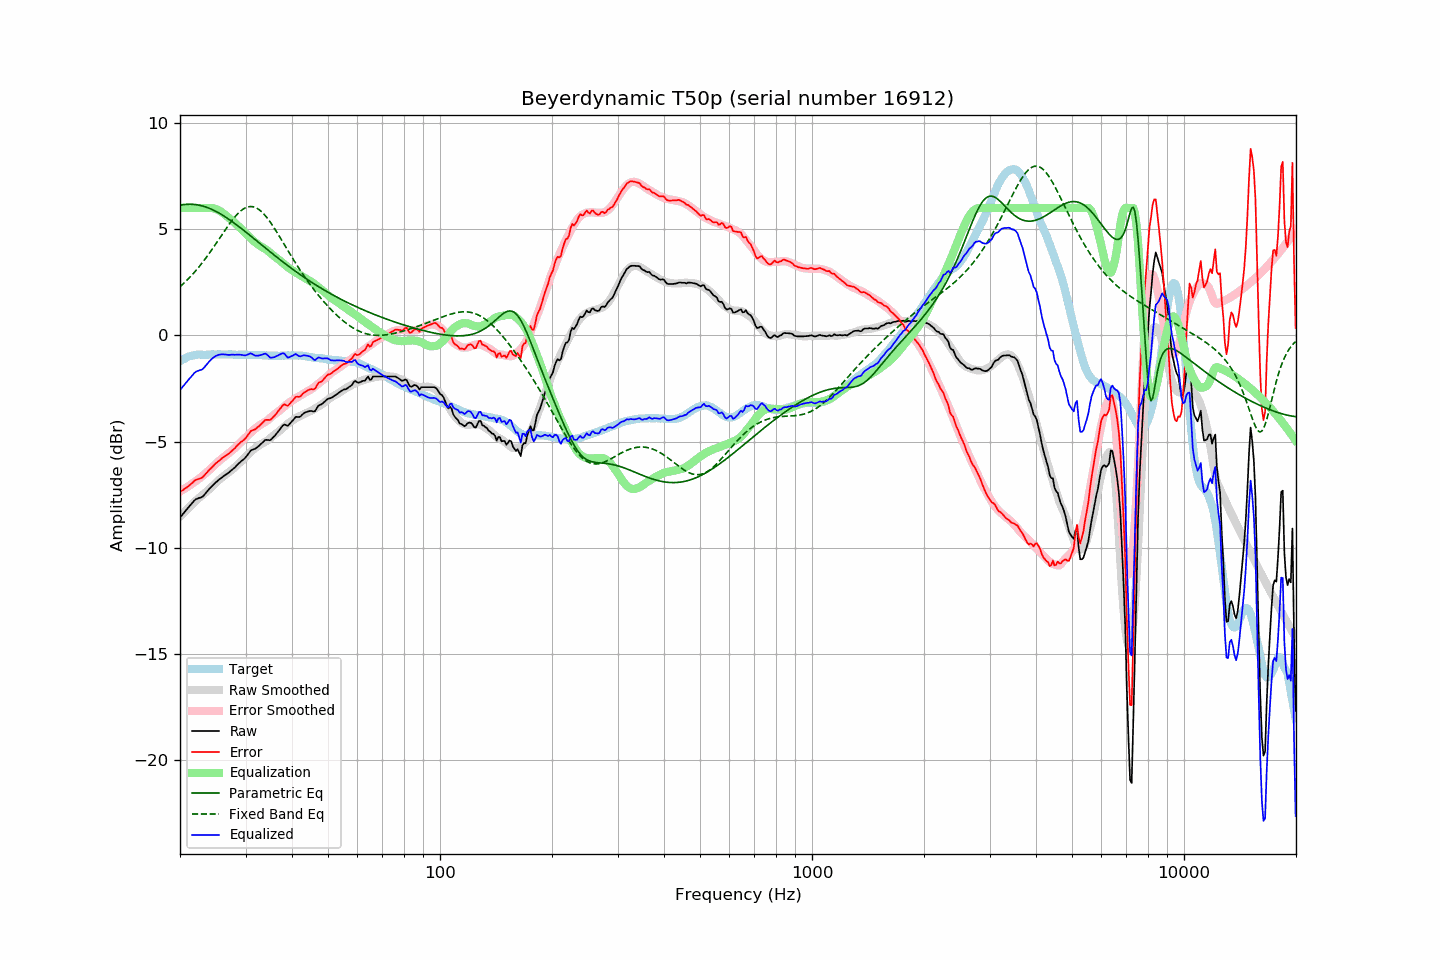 Beyerdynamic T50p (serial number 16912)
10
5
0
−5
−10
−15
−20
Amplitude (dBr)
Target
Raw Smoothed
Error Smoothed
Raw
Error
Equalization
Parametric Eq
Fixed Band Eq
Equalized
100
1000
10000
Frequency (Hz)